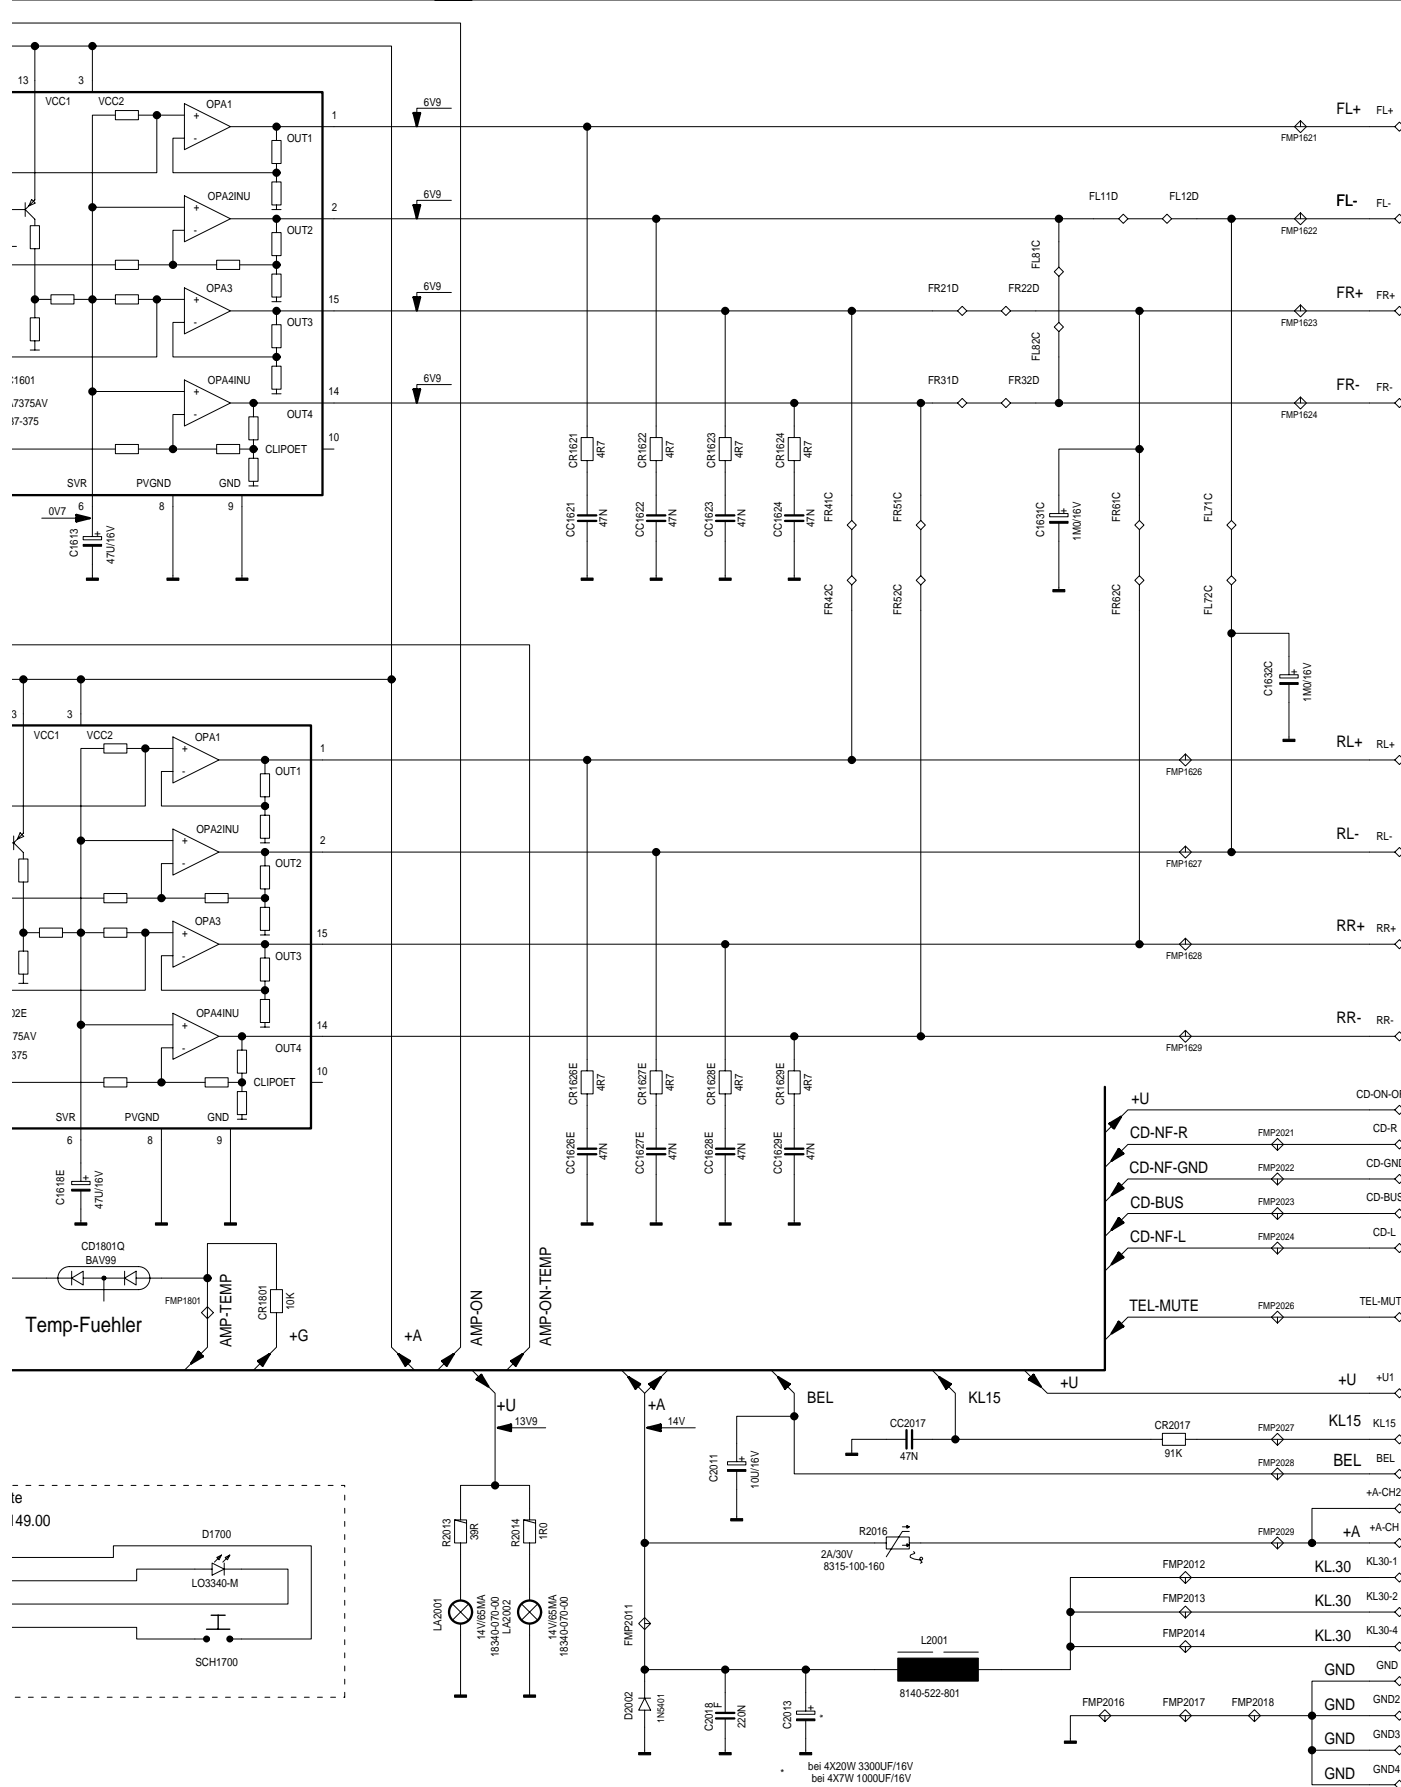 13
3
VCC1
VCC2
OPA1
1
6V9
OUT1
FL+ FL+
FMP1621
OPA2INU
2
6V9
OUT2
FL11D
FL12D
FL- FL-
FMP1622
FL81C
OPA3
15
6V9
OUT3
FR21D
FR22D
FR+ FR+
FMP1623
FL82C
OPA4INU
14
6V9
OUT4
FR31D
FR32D
FR- FR-
FMP1624
1601
7375AV
37-375
10
CLIPOET
SVR
PVGND
GND
6
8
9
0V7
C1613
47U/16V
CR1621
4R7
CR1622
4R7
CR1623
4R7
CR1624
4R7
CC1621
47N
CC1622
47N
CC1623
47N
CC1624
47N
FR41C
FR51C
C1631C
1M0/16V
FR61C
FL71C
FR42C
FR52C
FR62C
FL72C
C1632C
1M0/16V
3
3
VCC1
VCC2
OPA1
1
OUT1
RL+ RL+
FMP1626
OPA2INU
2
OUT2
RL- RL-
FMP1627
OPA3
15
OUT3
RR+ RR+
FMP1628
02E
75AV
375
OPA4INU
14
OUT4
RR- RR-
FMP1629
10
CLIPOET
SVR
PVGND
GND
6
8
9
C1618E
47U/16V
CR1626E
4R7
CR1627E
4R7
CR1628E
4R7
CR1629E
4R7
CC1626E
47N
CC1627E
47N
CC1628E
47N
CC1629E
47N
+U
CD-ON-OF
CD-NF-R FMP2021 CD-R
CD-NF-GND FMP2022 CD-GND
CD-BUS FMP2023 CD-BUS
CD-NF-L FMP2024 CD-L
TEL-MUTE FMP2026 TEL-MUT
CD1801Q
BAV99
FMP1801
Temp-Fuehler
AMP-TEMP
CR1801
10K
+G
+A
AMP-ON
AMP-ON-TEMP
+U
13V9
+A
14V
BEL
KL15
+U
+U +U1
CC2017
47N
CR2017
91K
FMP2027
KL15 KL15
C2011
10U/16V
FMP2028
BEL BEL
+A-CH2
R2016
2A/30V
8315-100-160
FMP2029
+A +A-CH
te
149.00
D1700
LO3340-M
SCH1700
R2013
39R
R2014
1R0
LA2001
14V/65MA
18340-070-00
LA2002
14V/65MA
18340-070-00
FMP2011
FMP2012
KL.30 KL30-1
FMP2013
KL.30 KL30-2
FMP2014
KL.30 KL30-4
L2001
8140-522-801
D2002
1N5401
C2018
F
220N
C2013
*
GND GND
FMP2016
FMP2017
FMP2018
GND GND2
GND GND3
GND GND4
* bei 4X20W 3300UF/16V
bei 4X7W 1000UF/16V